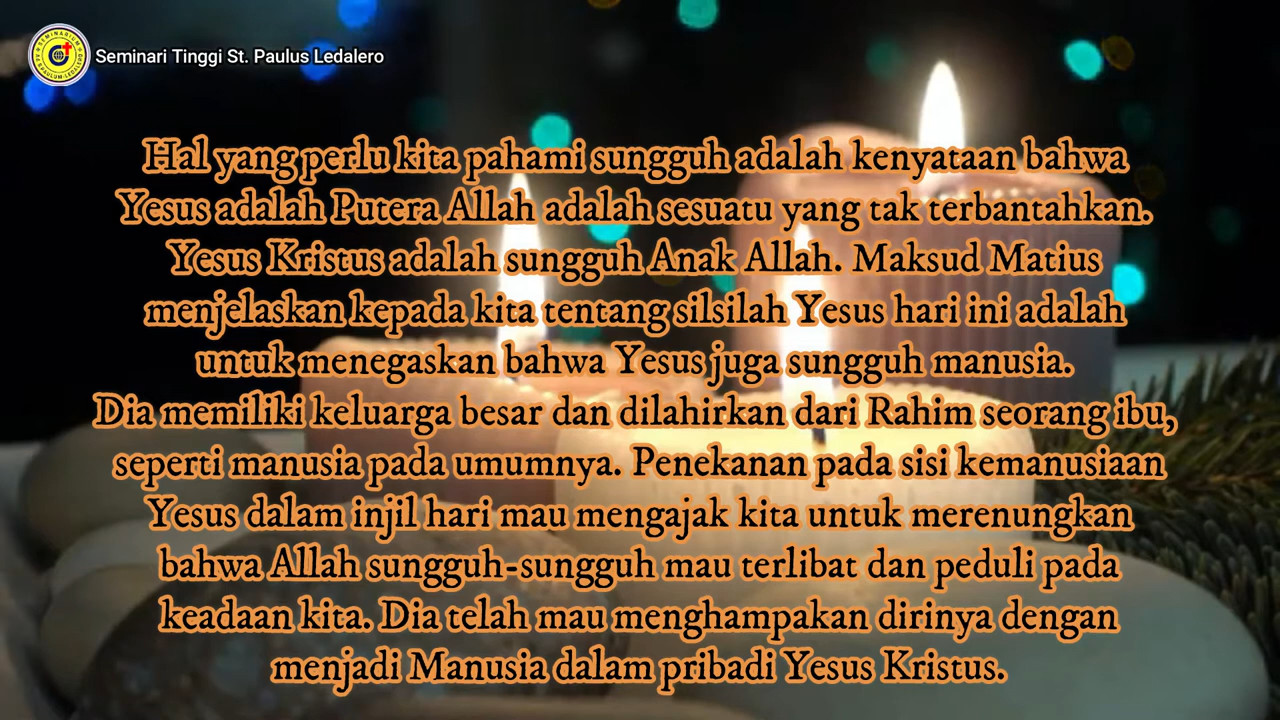 Seminari Tinggi St. Paulus Ledalero
Hal yang perlu kita pahami sungguh adalah kenyataan bahwa
Yesus adalah Putera Allah adalah sesuatu yang tak terbantahkan.
Yesus Kristus adalah sungguh Anak Allah. Maksud Matius
menjelaskan kepada kita tentang silsilah Yesus hari ini adalah
untuk menegaskan bahwa Yesus juga sungguh manusia.
Dia memiliki keluarga besar dan dilahirkan dari Rahim seorang ibu,
seperti manusia pada umumnya. Penekanan pada sisi kemanusiaan
Yesus dalam injil hari mau mengajak kita untuk merenungkan
bahwa Allah sungguh-sungguh mau terlibat dan peduli pada
keadaan kita. Dia telah mau menghampakan dirinya dengan
menjadi Manusia dalam pribadi Yesus Kristus.